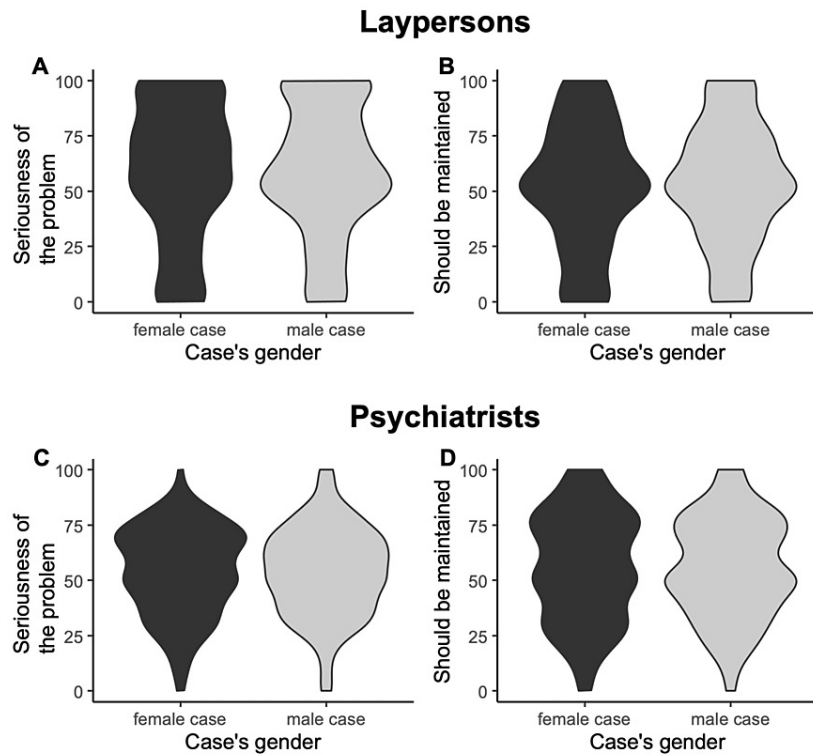 Laypersons
A
B
100
75
50
25
0
Seriousness of
the problem
female case
male case
Case's gender
100
75
50
25
0
Should be maintained
female case
male case
Case's gender
Psychiatrists
C
D
100
75
50
25
0
Seriousness of
the problem
female case
male case
Case's gender
100
75
50
25
0
Should be maintained
female case
male case
Case's gender